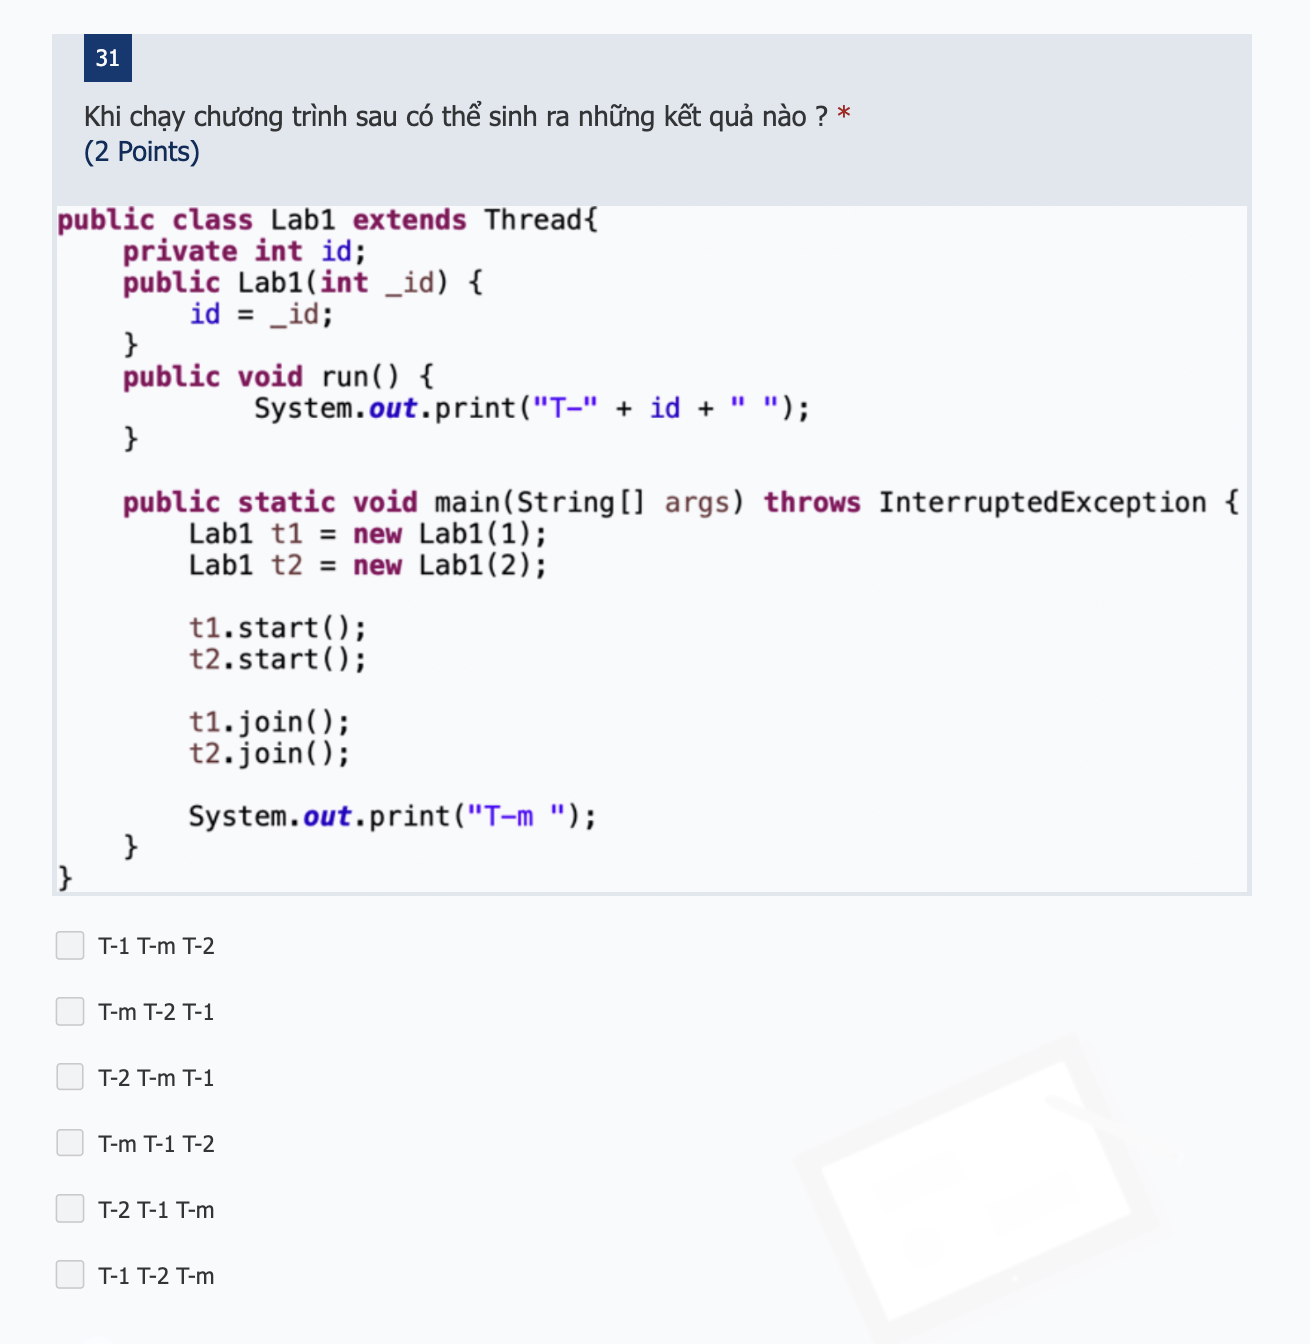 31
Khi chạy chương trình sau có thể sinh ra những kết quả nào ? *
(2 Points)
public class Lab1 extends Thread{
    private int id;
    public Lab1(int _id) {
        id = _id;
    }
    public void run() {
            System.out.print("T-" + id + " ");
    }
    public static void main(String[] args) throws InterruptedException {
        Lab1 t1 = new Lab1(1);
        Lab1 t2 = new Lab1(2);
        t1.start();
        t2.start();
        t1.join();
        t2.join();
        System.out.print("T-m ");
    }
}
T-1 T-m T-2
T-m T-2 T-1
T-2 T-m T-1
T-m T-1 T-2
T-2 T-1 T-m
T-1 T-2 T-m